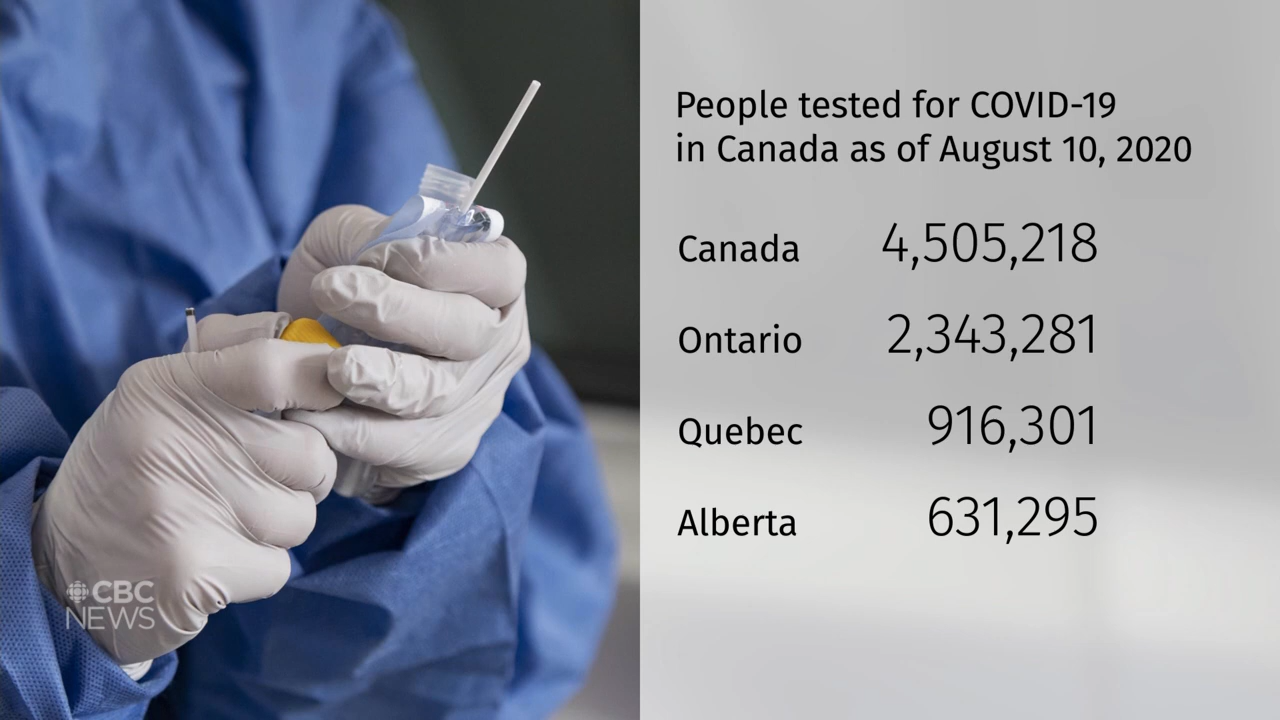 People tested for COVID-19
in Canada as of August 10, 2020
Canada 4,505,218
Ontario 2,343,281
Quebec 916,301
Alberta 631,295
CBC
NEWS